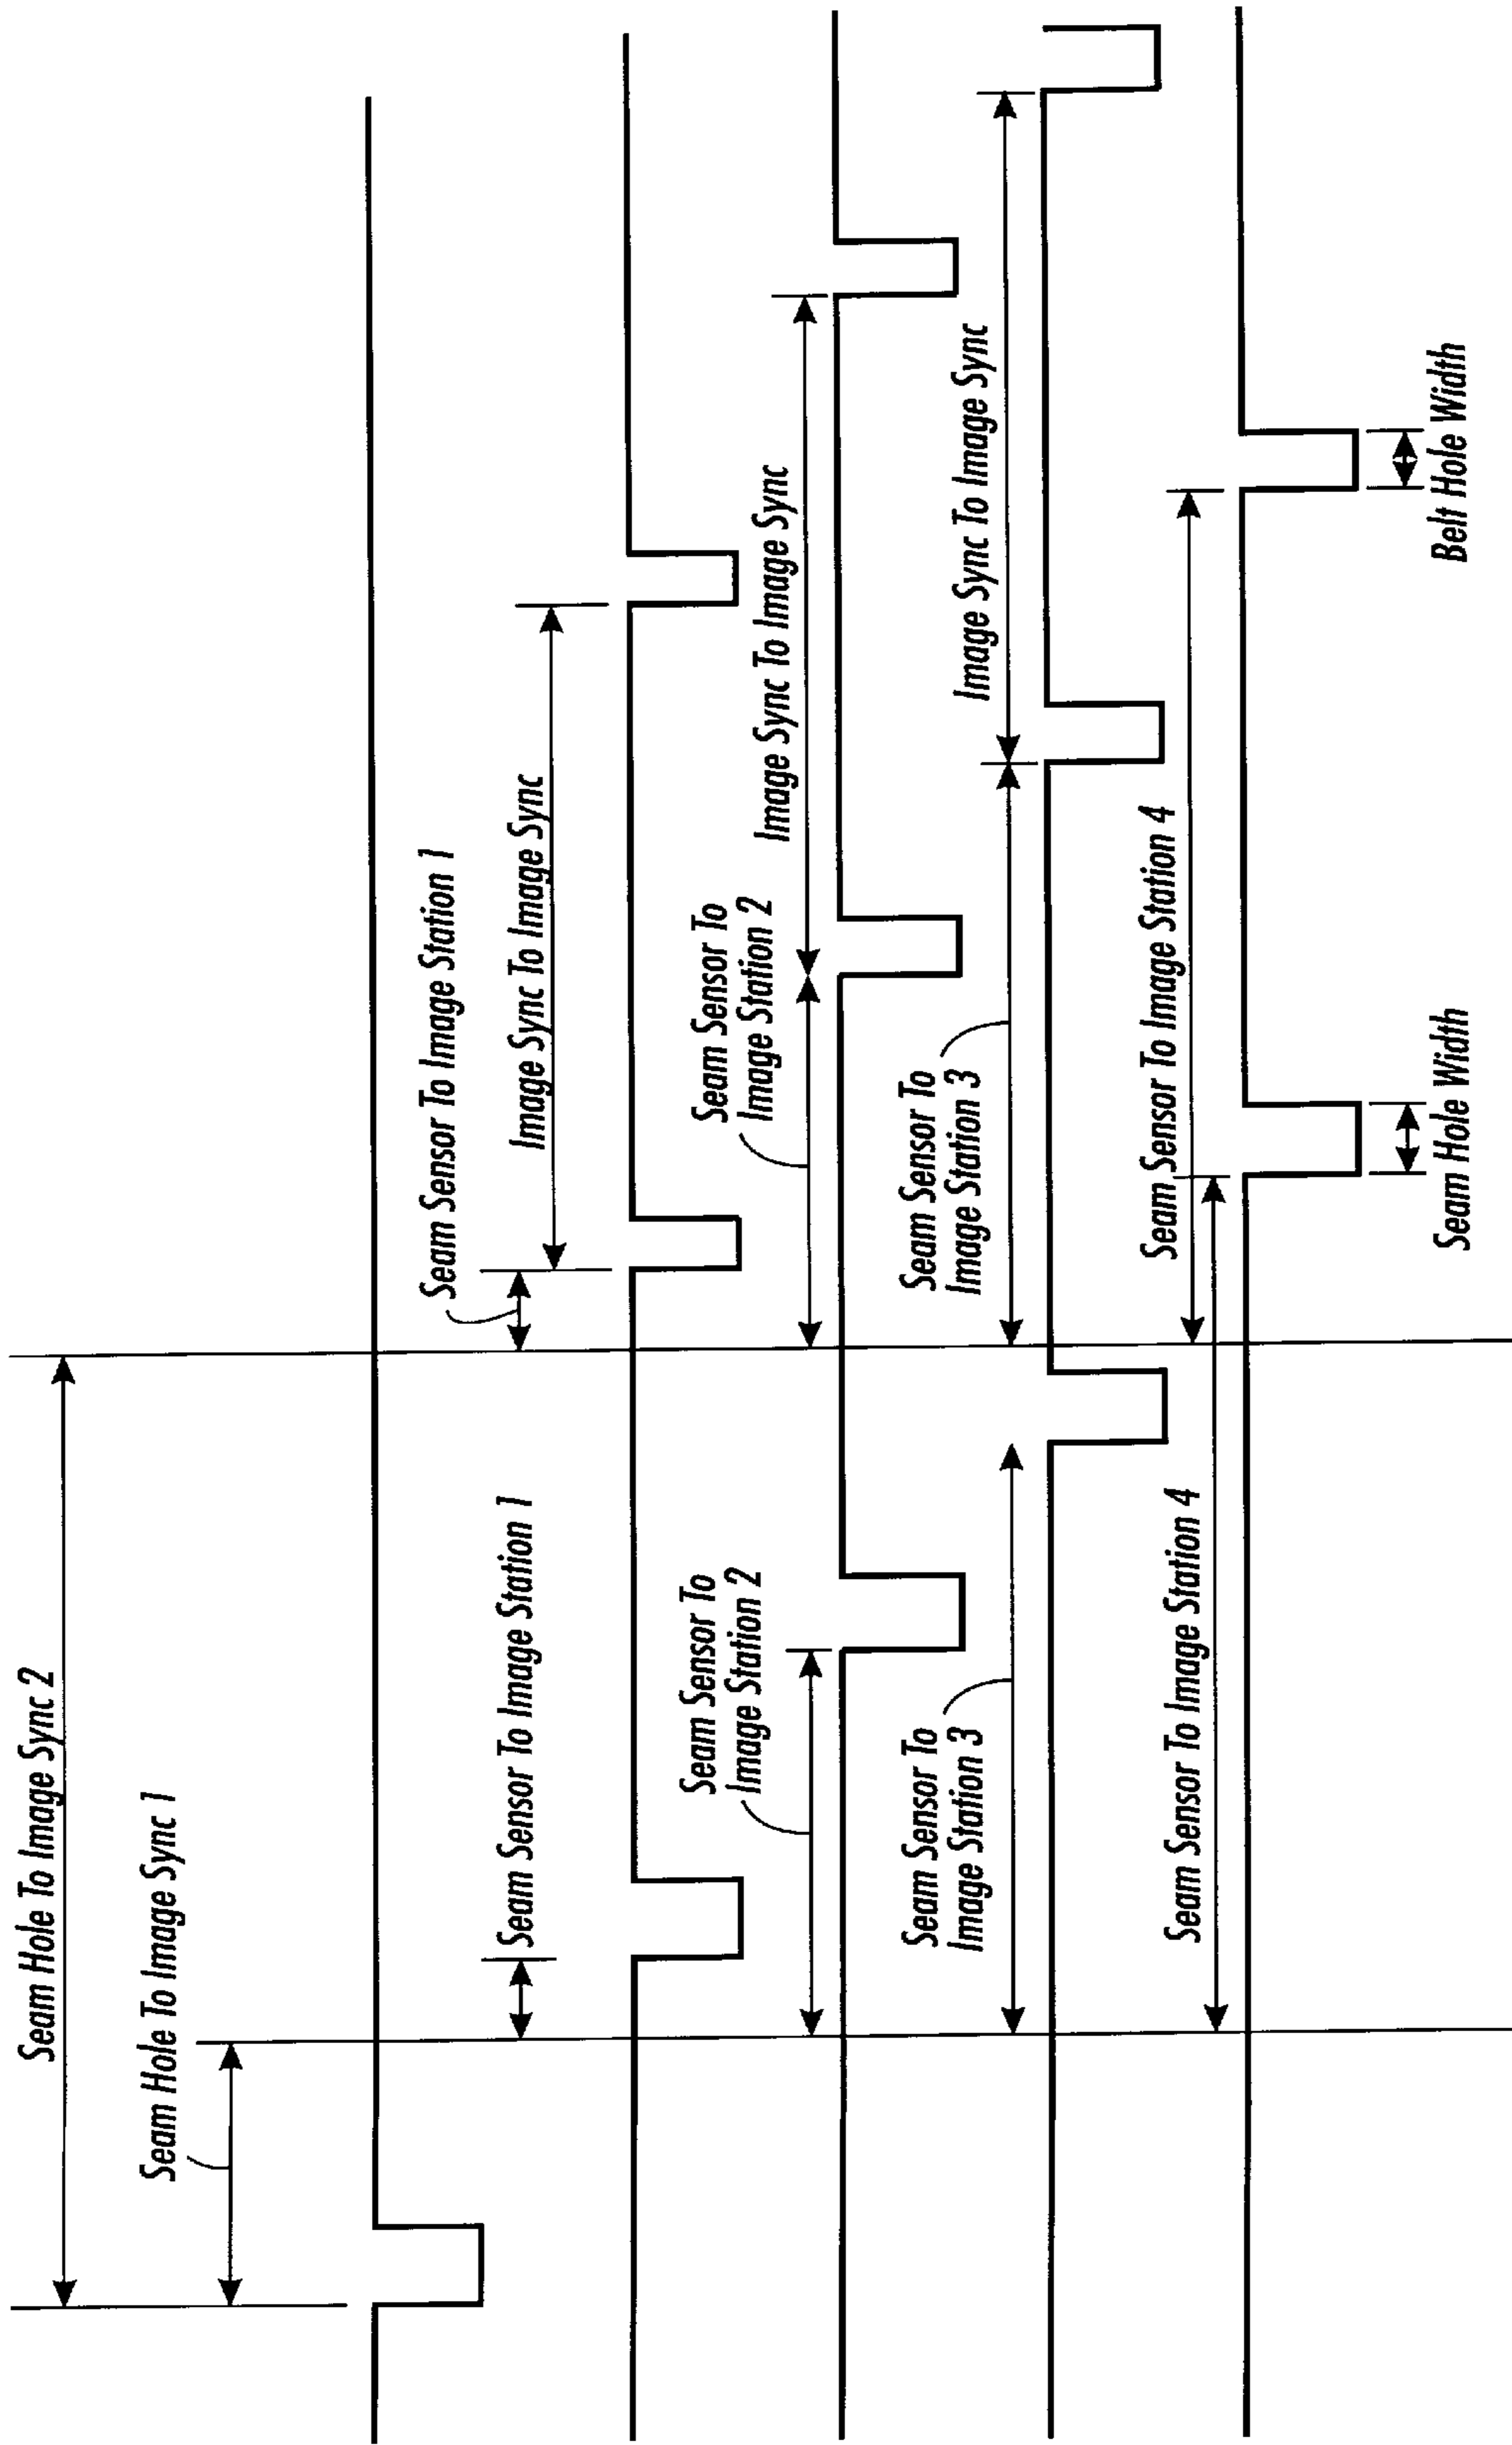 Seam Hole To Image Sync 2
Seam Hole To Image Sync 1
Seam Sensor To Image Station 1
Seam Sensor To Image Station 1
Image Sync To Image Sync
Seam Sensor To
Image Station 2
Seam Sensor To
Image Station 2
Image Sync To Image Sync
Seam Sensor To
Image Station 3
Seam Sensor To
Image Station 3
Image Sync To Image Sync
Seam Sensor To Image Station 4
Seam Sensor To Image Station 4
Seam Hole Width
Belt Hole Width